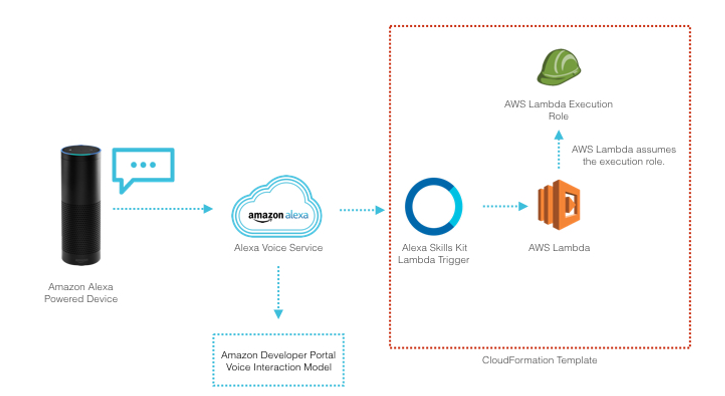 AWS Lambda Execution
Role
AWS Lambda assumes
the execution role.
amazon alexa
Alexa Voice Service
Alexa Skills Kit
Lambda Trigger
AWS Lambda
Amazon Alexa
Powered Device
Amazon Developer Portal
Voice Interaction Model
CloudFormation Template